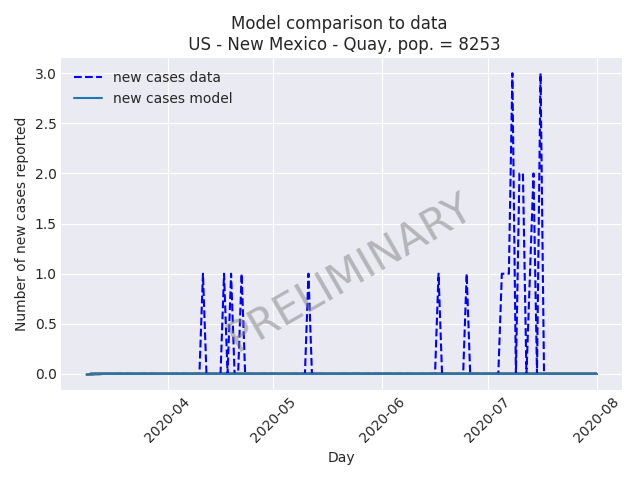 Model comparison to data
US - New Mexico - Quay, pop. = 8253
new cases data
new cases model
PRELIMINARY
Number of new cases reported
3.0
2.5
2.0
1.5
1.0
0.5
0.0
2020-04
2020-05
2020-06
2020-07
2020-08
Day